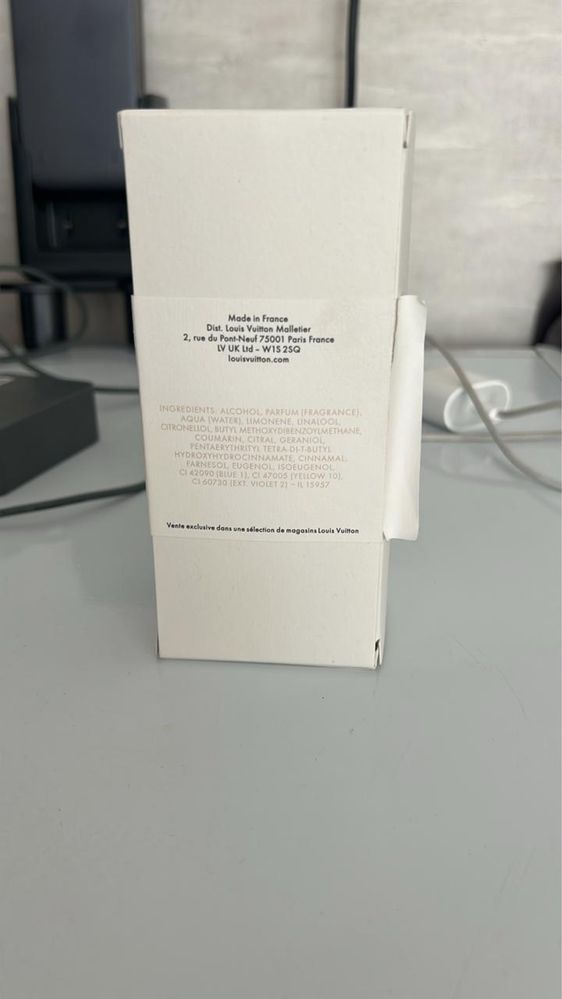 Made in France
Dist. Louis Vuitton Malletier
2, rue du Pont-Neuf 75001 Paris France
LV UK Ltd - W1S 2SQ
louisvuitton.com
INGREDIENTS: ALCOHOL, PARFUM (FRAGRANCE),
AQUA (WATER), LIMONENE, LINALOOL,
CITRONELLOL, BUTYL METHOXYDIBENZOYLMETHANE,
COUMARIN, CITRAL, GERANIOL,
PENTAERYTHRITYL TETRA-DI-T-BUTYL
HYDROXYHYDROCINNAMATE, CINNAMAL,
FARNESOL, EUGENOL, ISOEUGENOL,
CI 42090 (BLUE 1), CI 47005 (YELLOW 10),
CI 60730 (EXT. VIOLET 2) - IL 15957
Vente exclusive dans une sélection de magasins Louis Vuitton